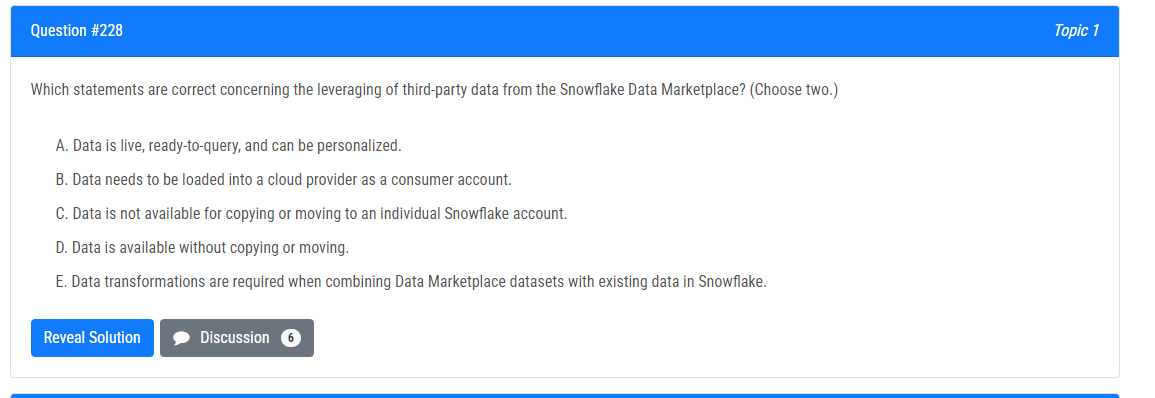 Question #228
Topic 1
Which statements are correct concerning the leveraging of third-party data from the Snowflake Data Marketplace? (Choose two.)
A. Data is live, ready-to-query, and can be personalized.
B. Data needs to be loaded into a cloud provider as a consumer account.
C. Data is not available for copying or moving to an individual Snowflake account.
D. Data is available without copying or moving.
E. Data transformations are required when combining Data Marketplace datasets with existing data in Snowflake.
Reveal Solution
Discussion 6